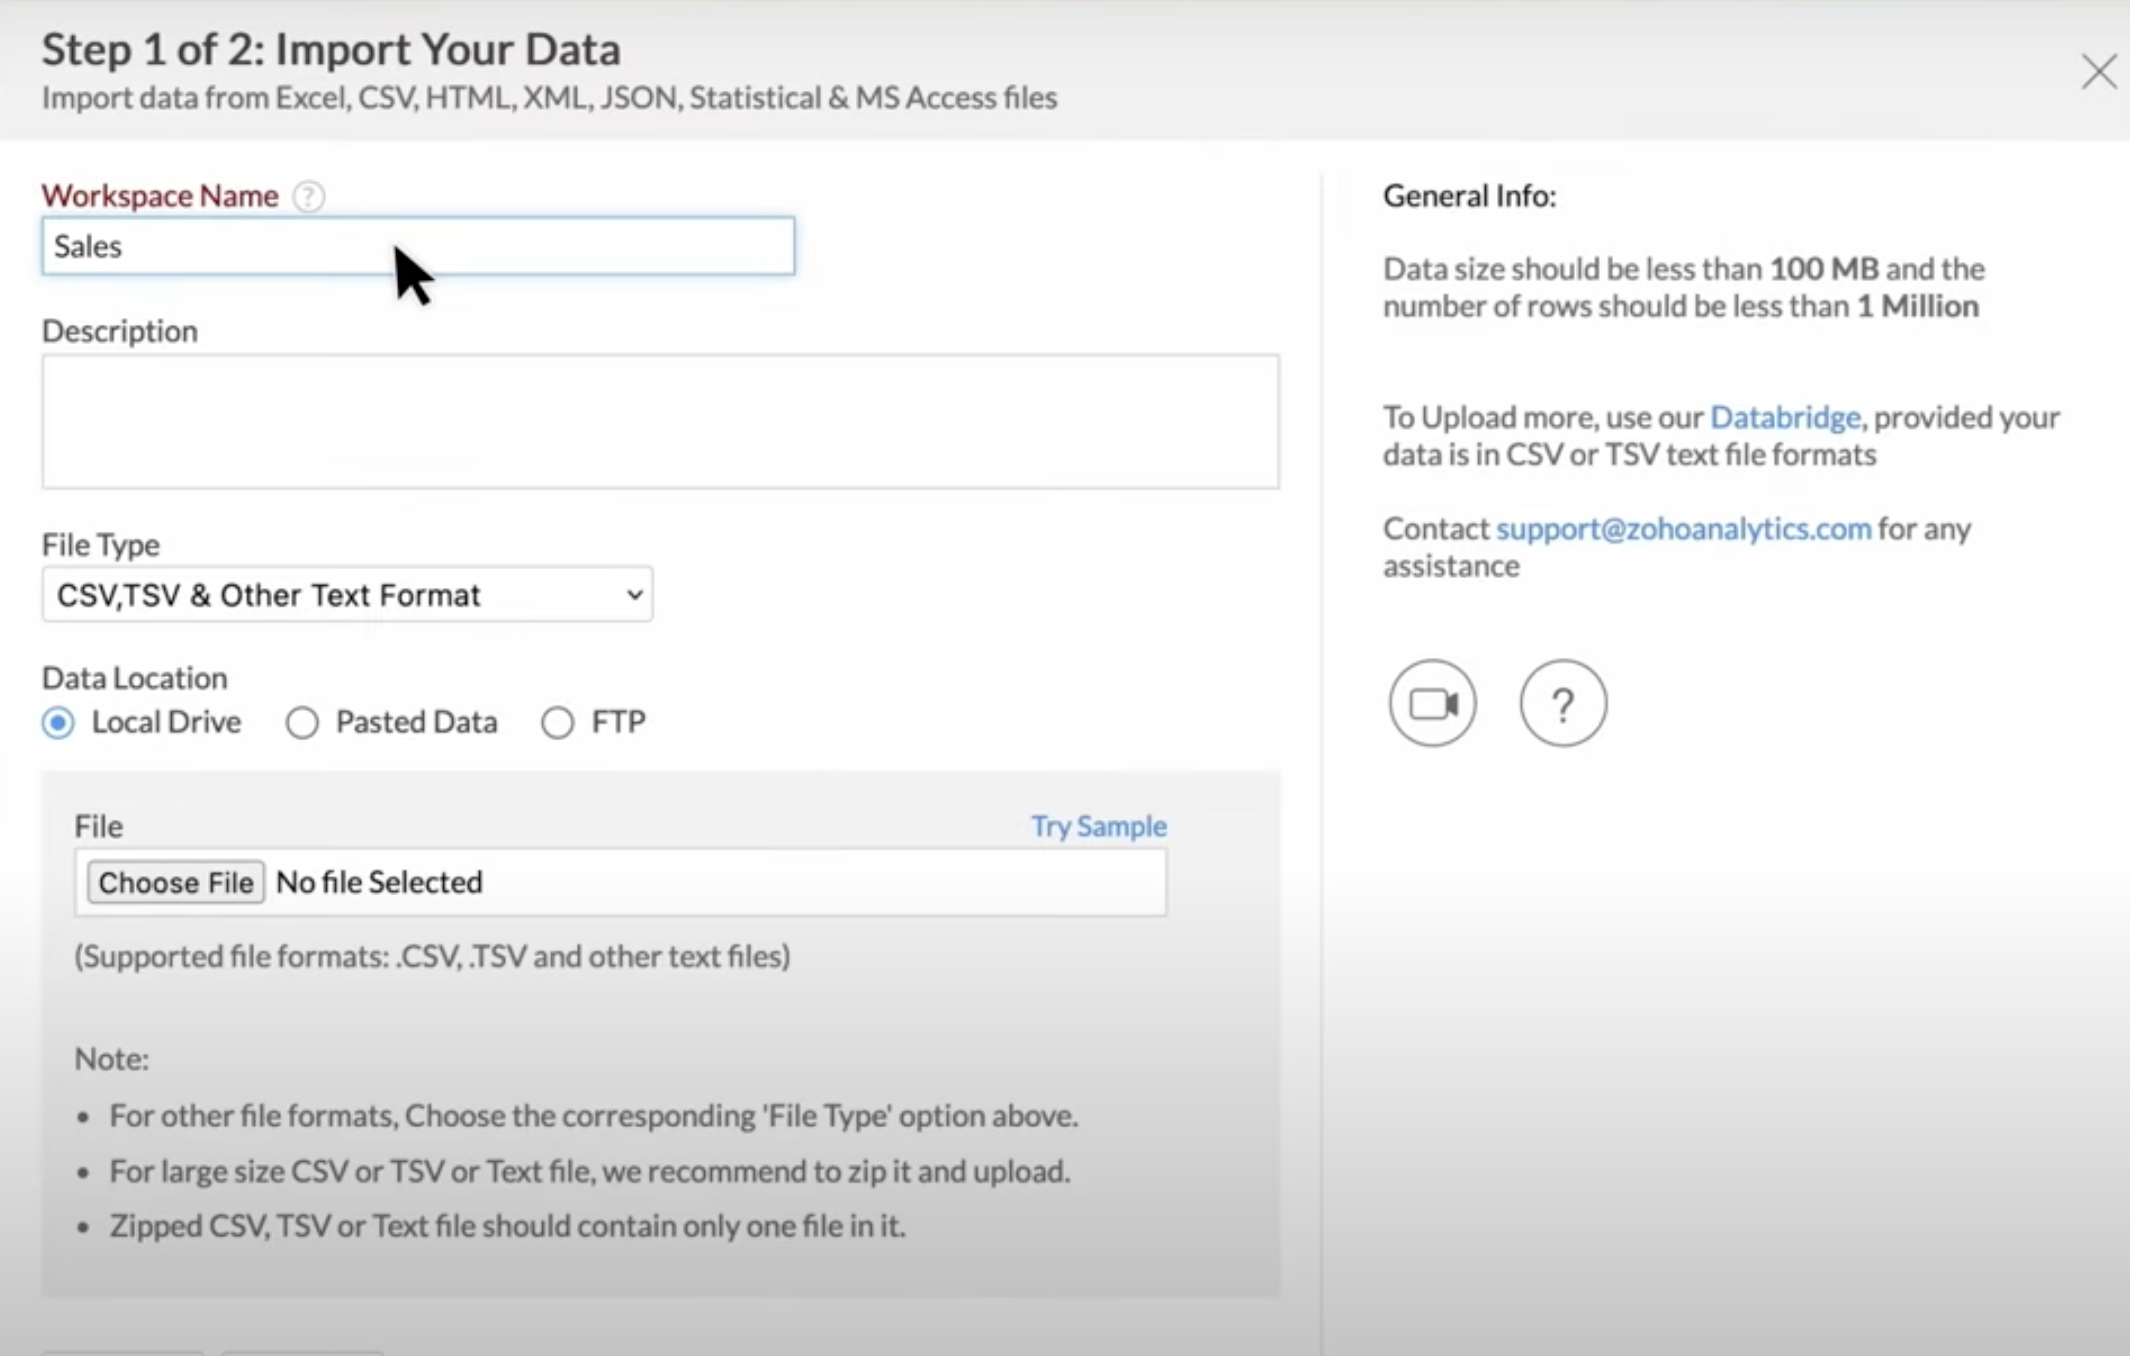 Step 1 of 2: Import Your Data
Import data from Excel, CSV, HTML, XML, JSON, Statistical & MS Access files
Workspace Name ?
Sales
Description
File Type
CSV,TSV & Other Text Format
Data Location
Local Drive
Pasted Data
FTP
File
Try Sample
Choose File
No file Selected
(Supported file formats: .CSV, .TSV and other text files)
Note:
• For other file formats, Choose the corresponding 'File Type' option above.
• For large size CSV or TSV or Text file, we recommend to zip it and upload.
• Zipped CSV, TSV or Text file should contain only one file in it.
General Info:
Data size should be less than 100 MB and the
number of rows should be less than 1 Million
To Upload more, use our Databridge, provided your
data is in CSV or TSV text file formats
Contact support@zohoanalytics.com for any
assistance
?